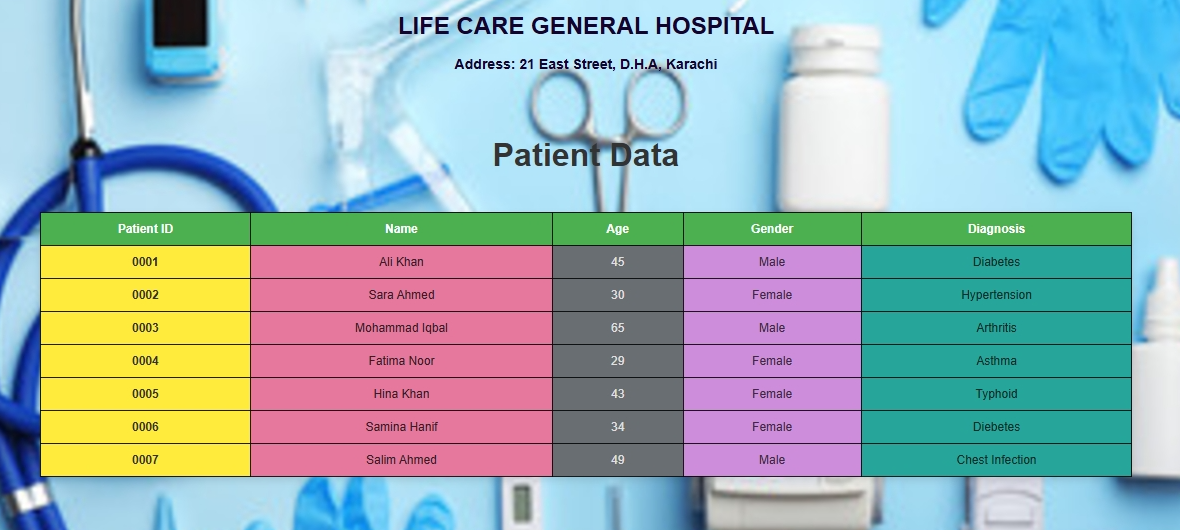 LIFE CARE GENERAL HOSPITAL
Address: 21 East Street, D.H.A, Karachi
Patient Data
Patient ID Name Age Gender Diagnosis
0001 Ali Khan 45 Male Diabetes
0002 Sara Ahmed 30 Female Hypertension
0003 Mohammad Iqbal 65 Male Arthritis
0004 Fatima Noor 29 Female Asthma
0005 Hina Khan 43 Female Typhoid
0006 Samina Hanif 34 Female Diebetes
0007 Salim Ahmed 49 Male Chest Infection